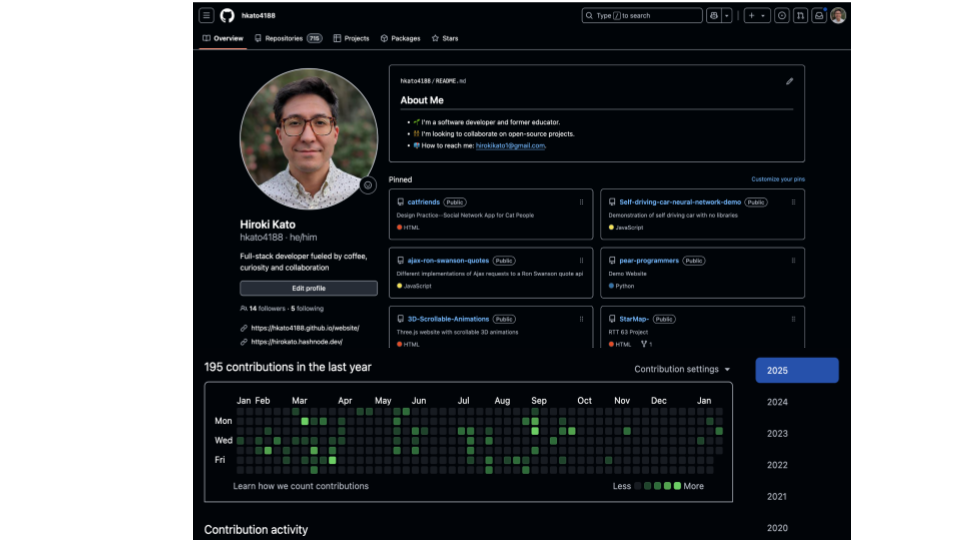 hkato4188
Type / to search
Overview
Repositories 715
Projects
Packages
Stars
hkato4188 / README.md
About Me
I'm a software developer and former educator.
I'm looking to collaborate on open-source projects.
How to reach me: hirokikato1@gmail.com.
Hiroki Kato
hkato4188 · he/him
Full-stack developer fueled by coffee,
curiosity and collaboration
Edit profile
14 followers · 5 following
https://hkato4188.github.io/website/
https://hirokato.hashnode.dev/
Pinned
Customize your pins
catfriends Public
Design Practice--Social Network App for Cat People
HTML
Self-driving-car-neural-network-demo Public
Demonstration of self driving car with no libraries
JavaScript
ajax-ron-swanson-quotes Public
Different implementations of Ajax requests to a Ron Swanson quote api
JavaScript
pear-programmers Public
Demo Website
Python
3D-Scrollable-Animations Public
Three.js website with scrollable 3D animations
HTML
StarMap- Public
RTT 63 Project
HTML 1
195 contributions in the last year
Contribution settings
Jan Feb Mar Apr May Jun Jul Aug Sep Oct Nov Dec Jan
Mon
Wed
Fri
Learn how we count contributions
Less More
2025
2024
2023
2022
2021
2020
Contribution activity